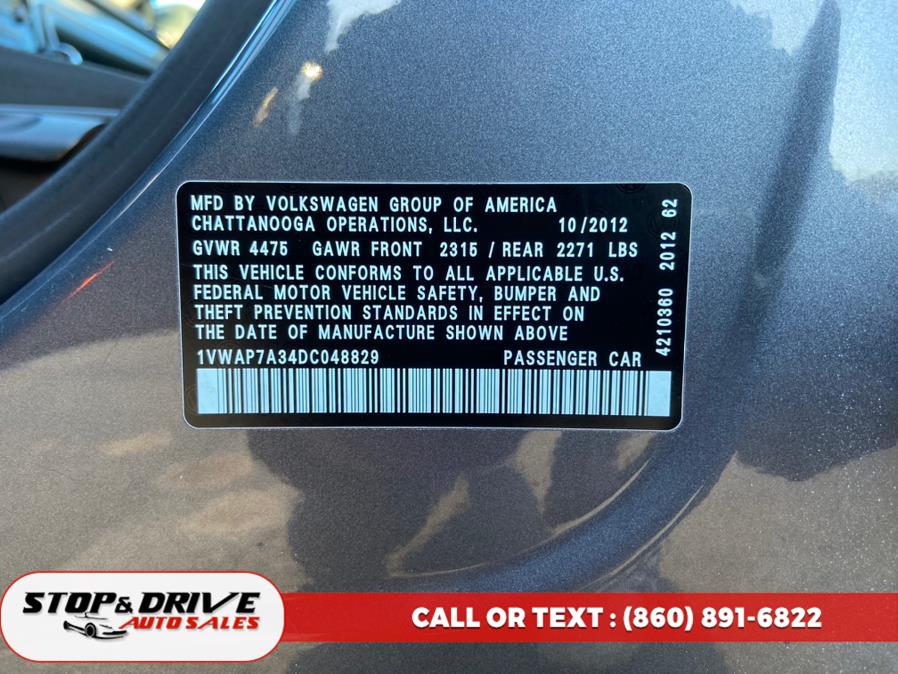 MFD BY VOLKSWAGEN GROUP OF AMERICA
CHATTANOOGA OPERATIONS, LLC. 10/2012
GVWR 4475 GAWR FRONT 2315 / REAR 2271 LBS
THIS VEHICLE CONFORMS TO ALL APPLICABLE U.S.
FEDERAL MOTOR VEHICLE SAFETY, BUMPER AND
THEFT PREVENTION STANDARDS IN EFFECT ON
THE DATE OF MANUFACTURE SHOWN ABOVE
1VWAP7A34DC048829 PASSENGER CAR
4210360 2012 62
STOP & DRIVE
AUTO SALES
CALL OR TEXT : (860) 891-6822